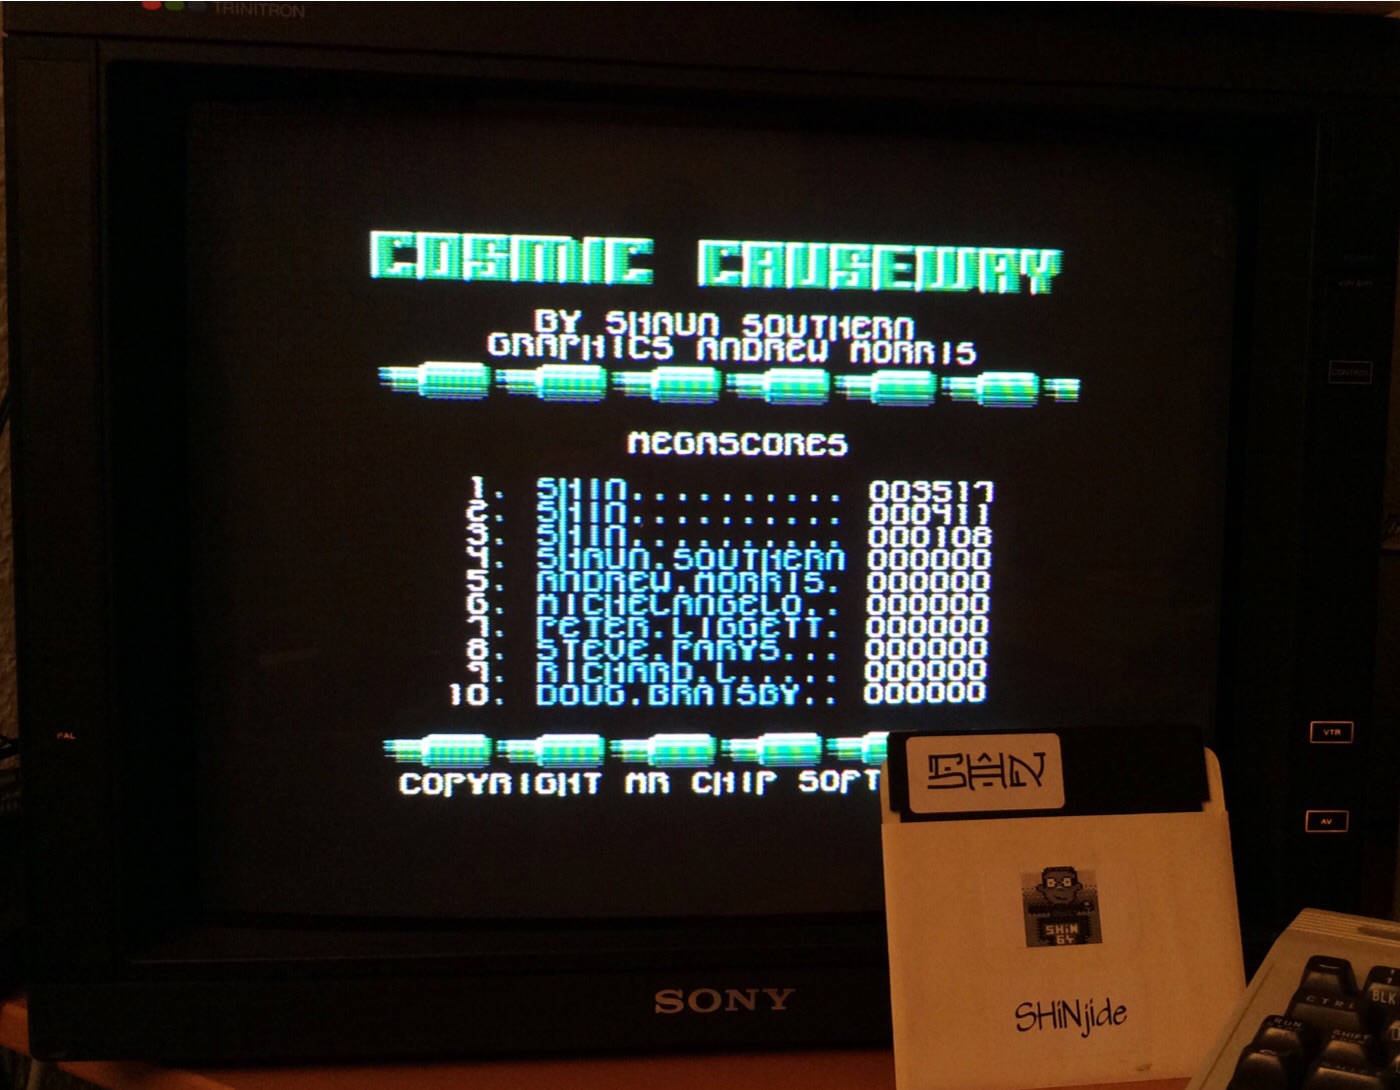 TRINITRON
COSMIC CAUSEWAY
BY SHAUN SOUTHERN
GRAPHICS ANDREW MORRIS
MEGASCORES
1. SHIN.......... 003517
2. SHIN.......... 000411
3. SHIN.......... 000108
4. SHAUN.SOUTHERN 000000
5. ANDREW.MORRIS. 000000
6. MICHELANGELO.. 000000
7. PETER.LIGGETT. 000000
8. STEVE.PARYS... 000000
9. RICHARD.L..... 000000
10. DOUG.BRAISBY.. 000000
COPYRIGHT MR CHIP SOFT
CONTROL
PAL
VTR
AV
SHiN
SHiN
64
SHiNjide
SONY
1
BLK
CTRL
RUN
SHIFT